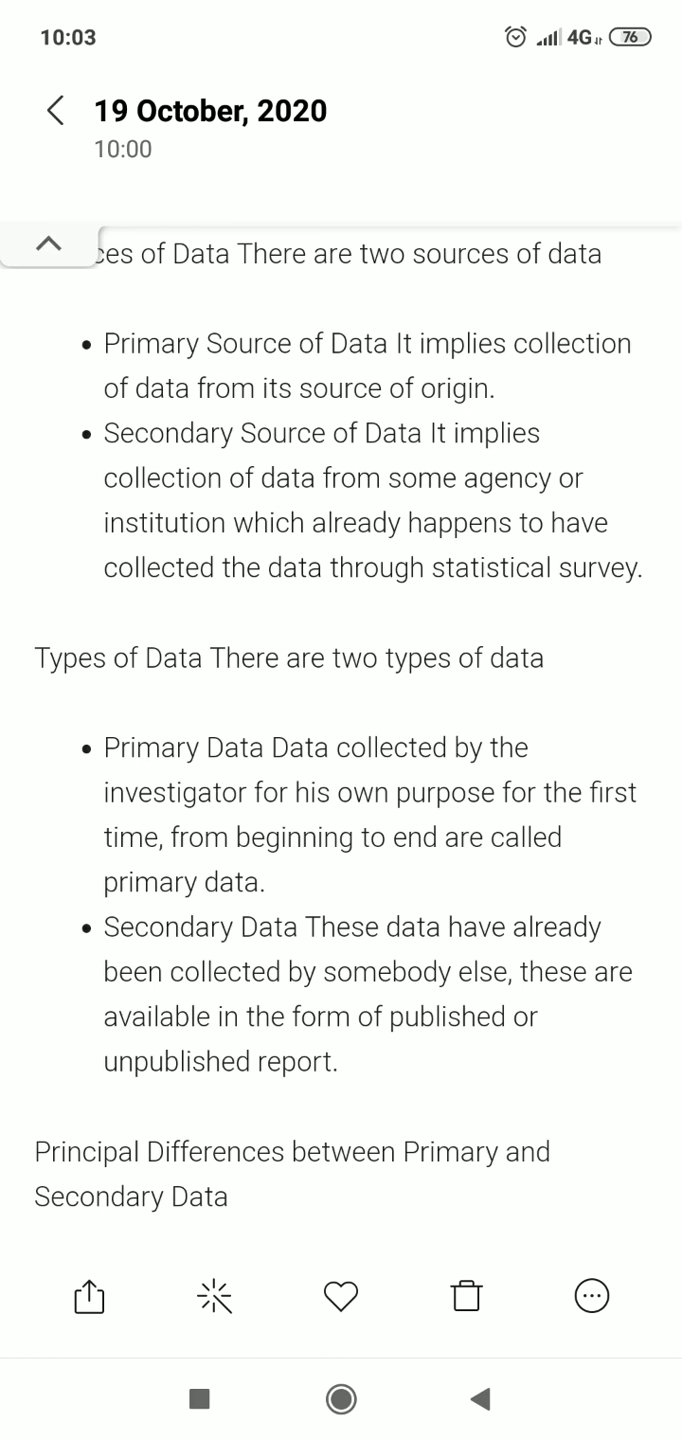 10:03
4G 76
19 October, 2020
10:00
ces of Data There are two sources of data
• Primary Source of Data It implies collection
of data from its source of origin.
• Secondary Source of Data It implies
collection of data from some agency or
institution which already happens to have
collected the data through statistical survey.
Types of Data There are two types of data
• Primary Data Data collected by the
investigator for his own purpose for the first
time, from beginning to end are called
primary data.
• Secondary Data These data have already
been collected by somebody else, these are
available in the form of published or
unpublished report.
Principal Differences between Primary and
Secondary Data